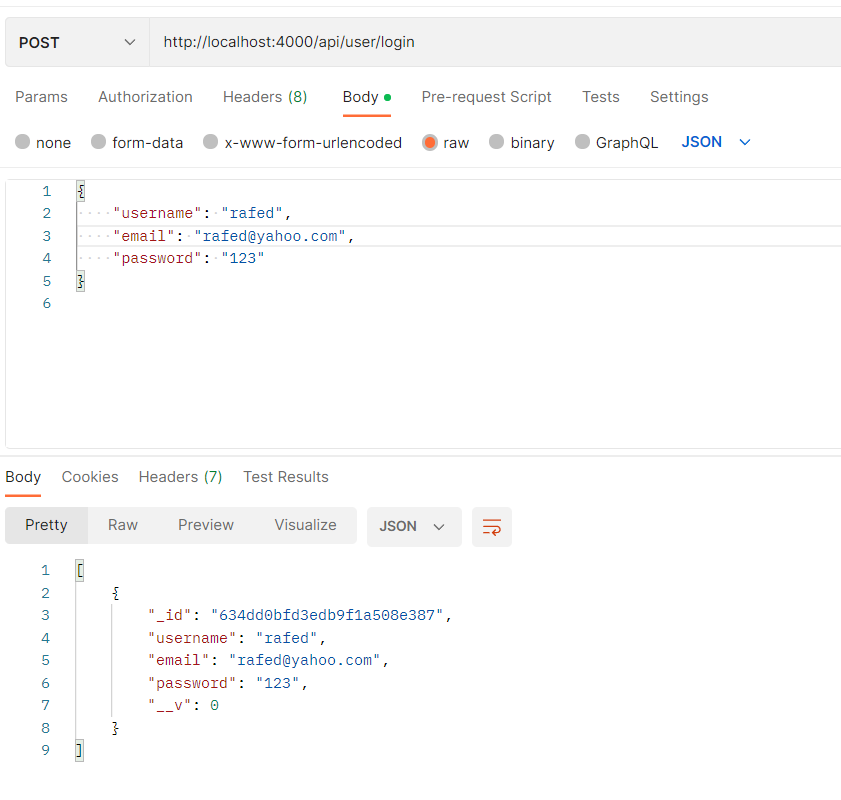 POST http://localhost:4000/api/user/login
Params Authorization Headers (8) Body Pre-request Script Tests Settings
none form-data x-www-form-urlencoded raw binary GraphQL JSON
1 {
2 ····"username":·"rafed",
3 ····"email":·"rafed@yahoo.com",
4 ····"password":·"123"
5 }
6
Body Cookies Headers (7) Test Results
Pretty Raw Preview Visualize JSON
1 [
2 {
3 "_id": "634dd0bfd3edb9f1a508e387",
4 "username": "rafed",
5 "email": "rafed@yahoo.com",
6 "password": "123",
7 "__v": 0
8 }
9 ]